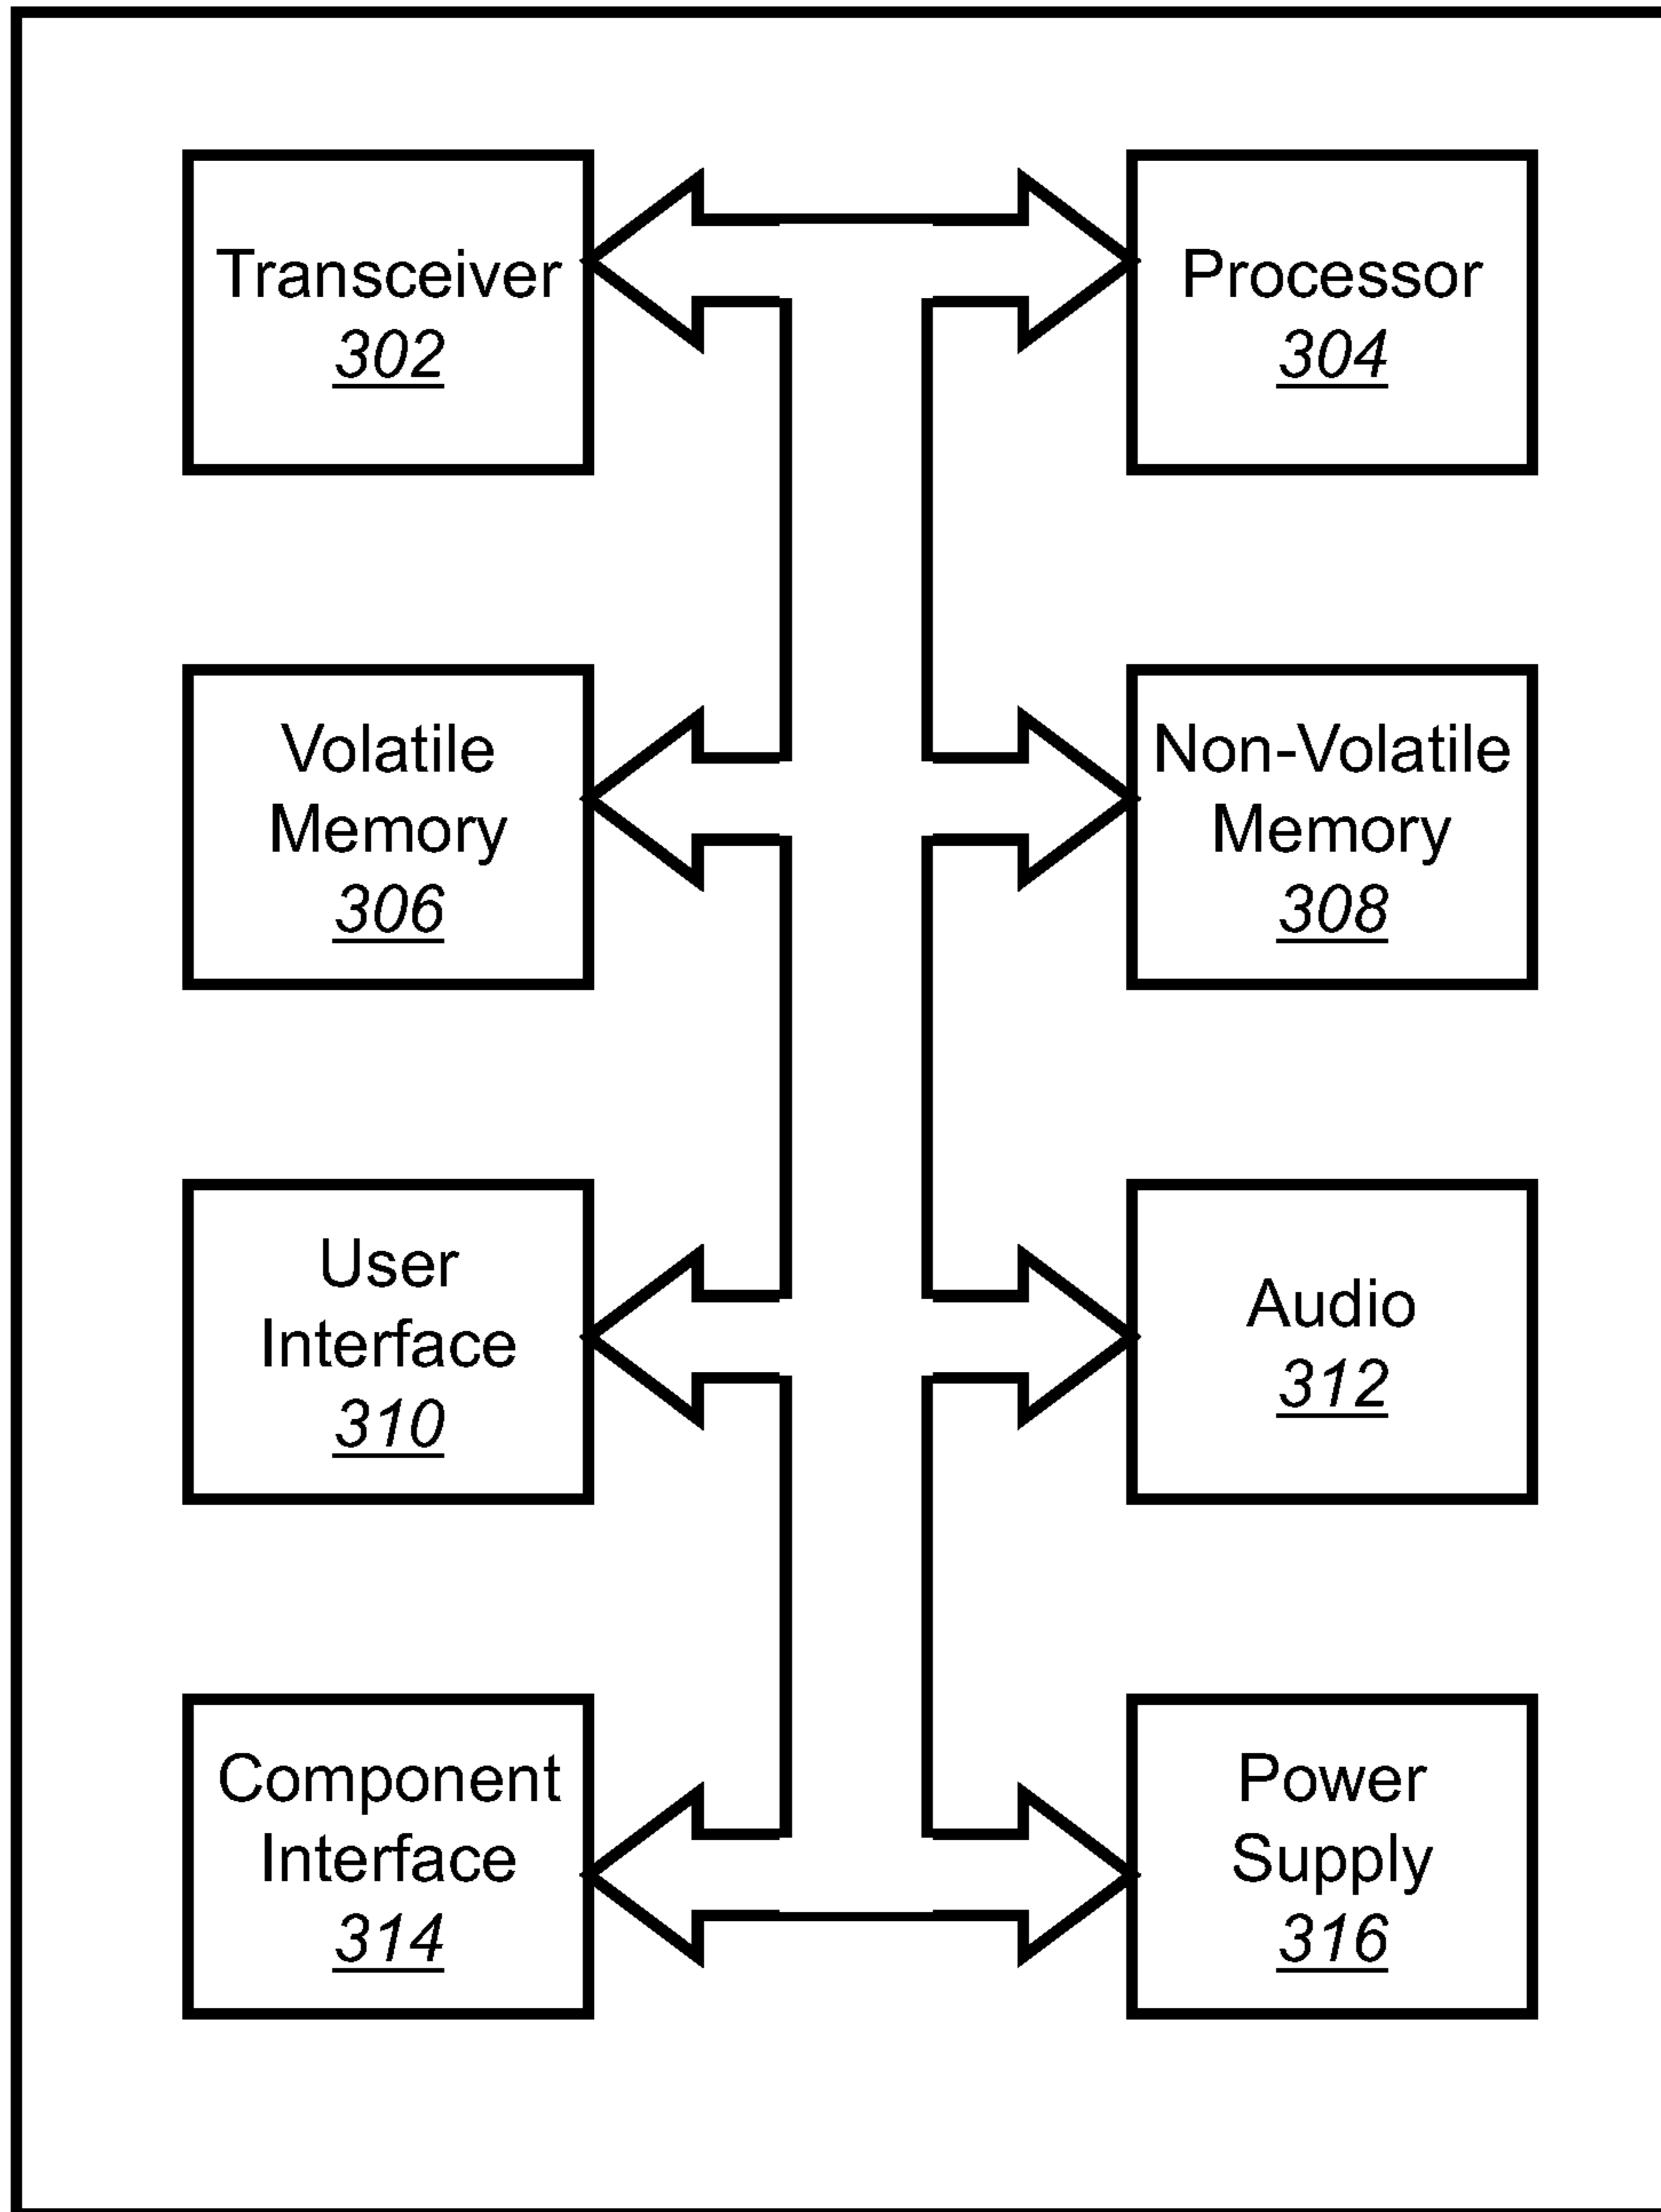 Transceiver
302
Processor
304
Volatile
Memory
306
Non-Volatile
Memory
308
User
Interface
310
Audio
312
Component
Interface
314
Power
Supply
316